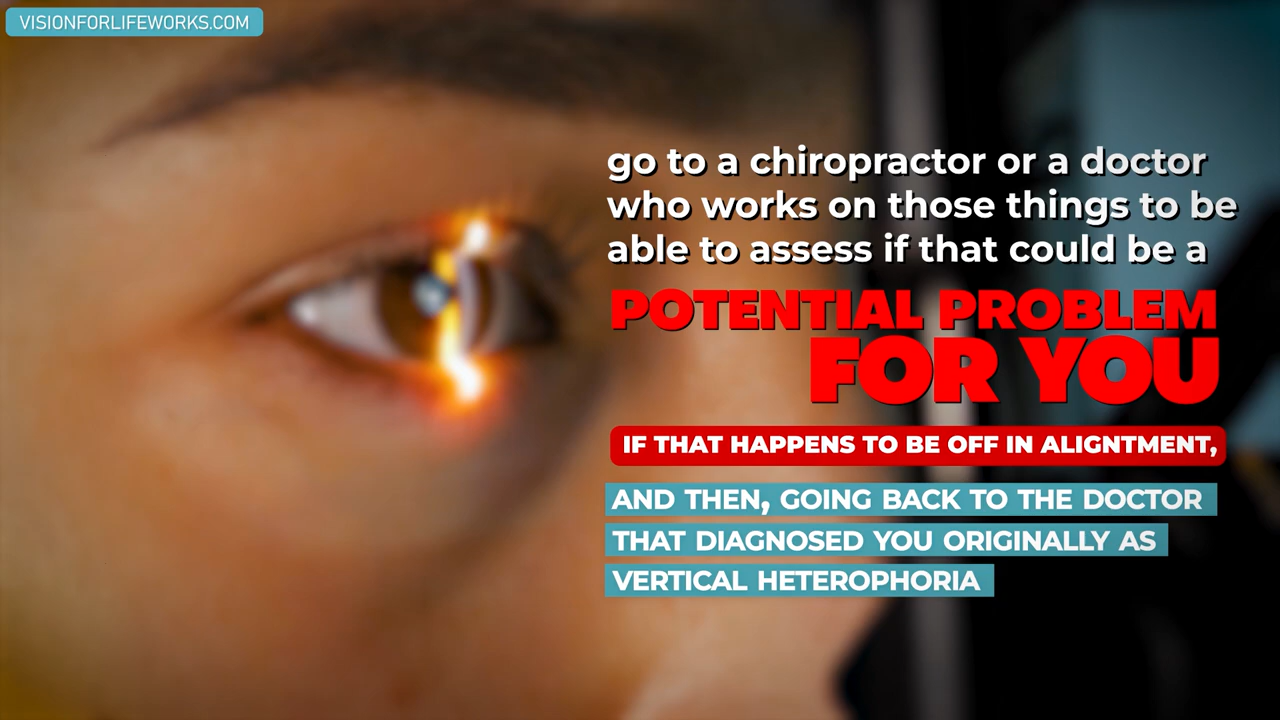 VISIONFORLIFEWORKS.COM
go to a chiropractor or a doctor
who works on those things to be
able to assess if that could be a
POTENTIAL PROBLEM
FOR YOU
IF THAT HAPPENS TO BE OFF IN ALIGNTMENT,
AND THEN, GOING BACK TO THE DOCTOR
THAT DIAGNOSED YOU ORIGINALLY AS
VERTICAL HETEROPHORIA